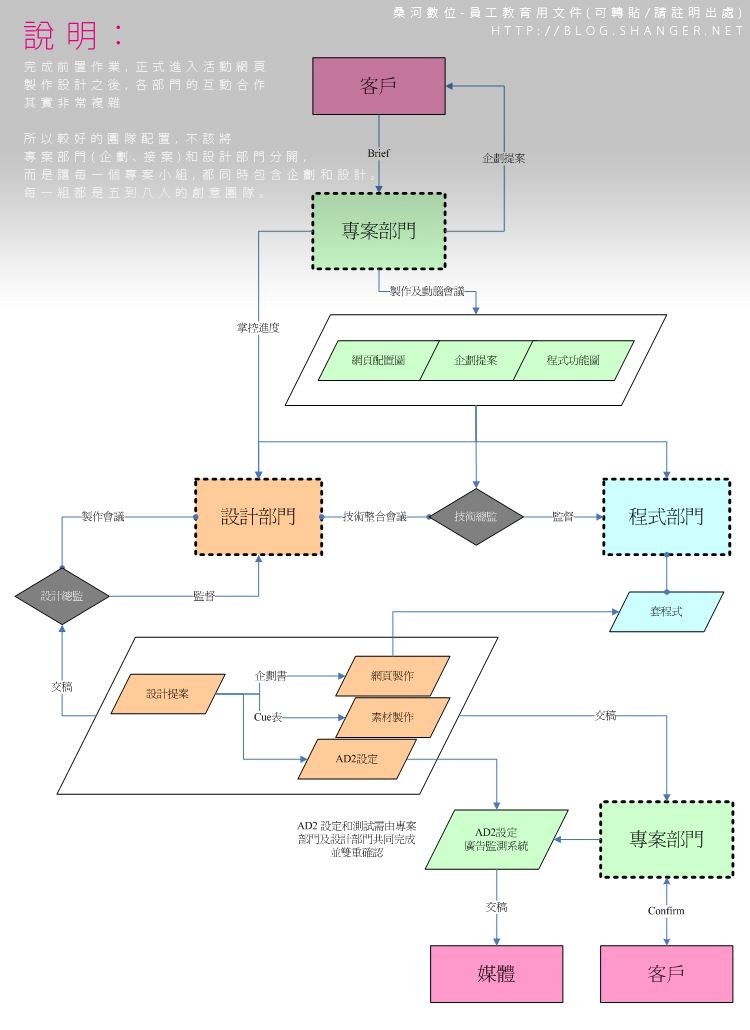 桑河數位-員工教育用文件(可轉貼/請註明出處)
HTTP://BLOG.SHANGER.NET
說明：
完成前置作業,正式進入活動網頁
製作設計之後,各部門的互動合作
其實非常複雜
所以較好的團隊配置,不該將
專案部門(企劃、接案)和設計部門分開,
而是讓每一個專案小組,都同時包含企劃和設計。
每一組都是五到八人的創意團隊。
客戶
Brief
企劃提案
專案部門
製作及動腦會議
掌控進度
網頁配置圖
企劃提案
程式功能圖
製作會議
設計部門
技術整合會議
技術總監
監督
程式部門
設計總監
監督
套程式
交稿
設計提案
企劃書
Cue表
網頁製作
素材製作
AD2設定
交稿
AD2 設定和測試需由專案
部門及設計部門共同完成
並雙重確認
AD2設定
廣告監測系統
專案部門
交稿
Confirm
媒體
客戶